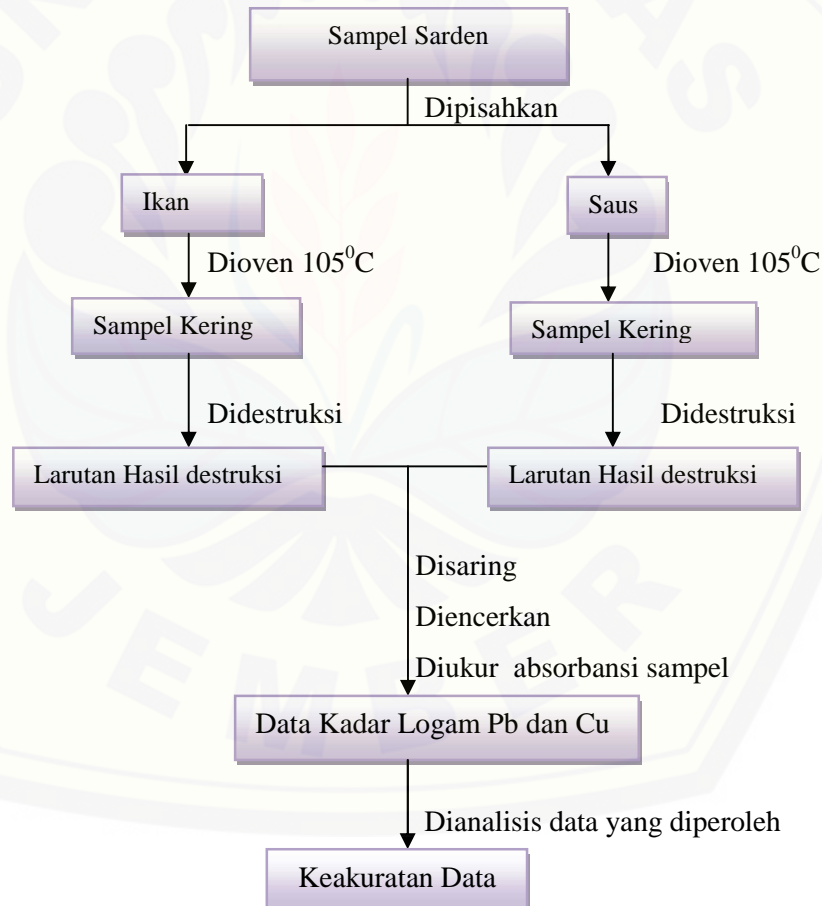 Sampel Sarden
Dipisahkan
Ikan
Saus
Dioven 105⁰C
Dioven 105⁰C
Sampel Kering
Sampel Kering
Didestruksi
Didestruksi
Larutan Hasil destruksi
Larutan Hasil destruksi
Disaring
Diencerkan
Diukur absorbansi sampel
Data Kadar Logam Pb dan Cu
Dianalisis data yang diperoleh
Keakuratan Data
JEMBER